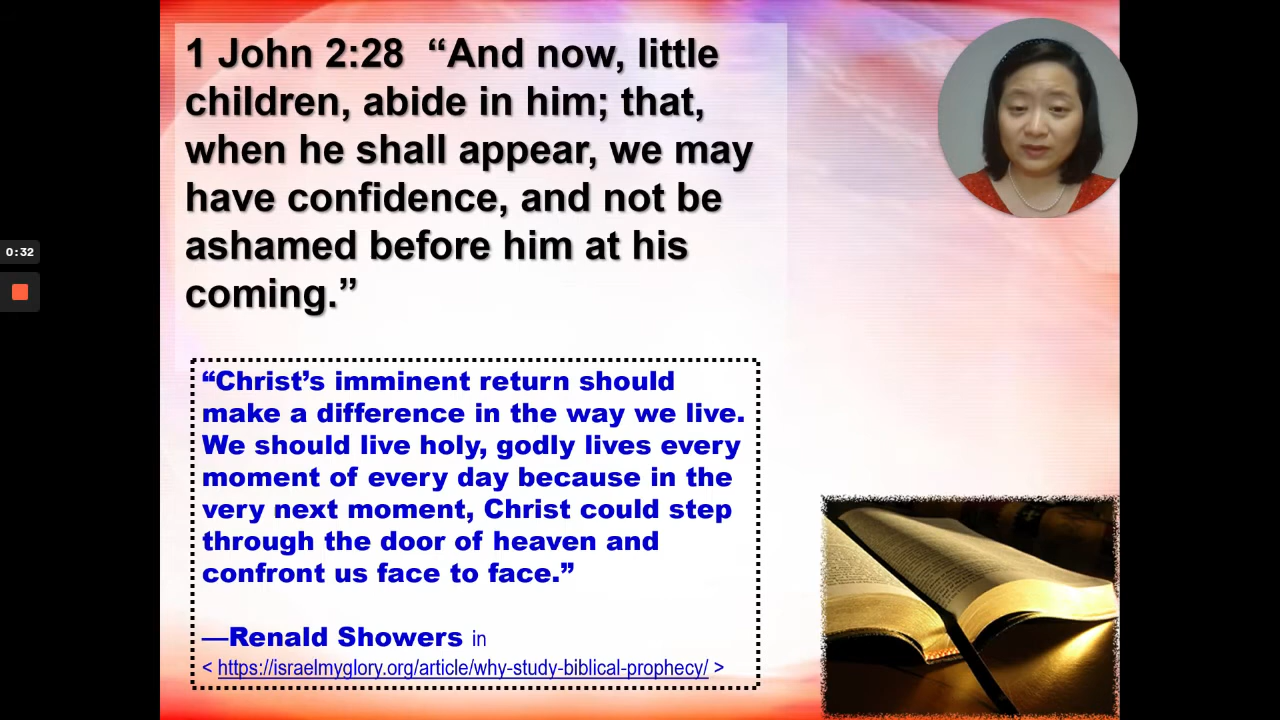 1 John 2:28  “And now, little
children, abide in him; that,
when he shall appear, we may
have confidence, and not be
ashamed before him at his
coming.”
0:32
“Christ’s imminent return should
make a difference in the way we live.
We should live holy, godly lives every
moment of every day because in the
very next moment, Christ could step
through the door of heaven and
confront us face to face.”
—Renald Showers in
< https://israelmyglory.org/article/why-study-biblical-prophecy/ >